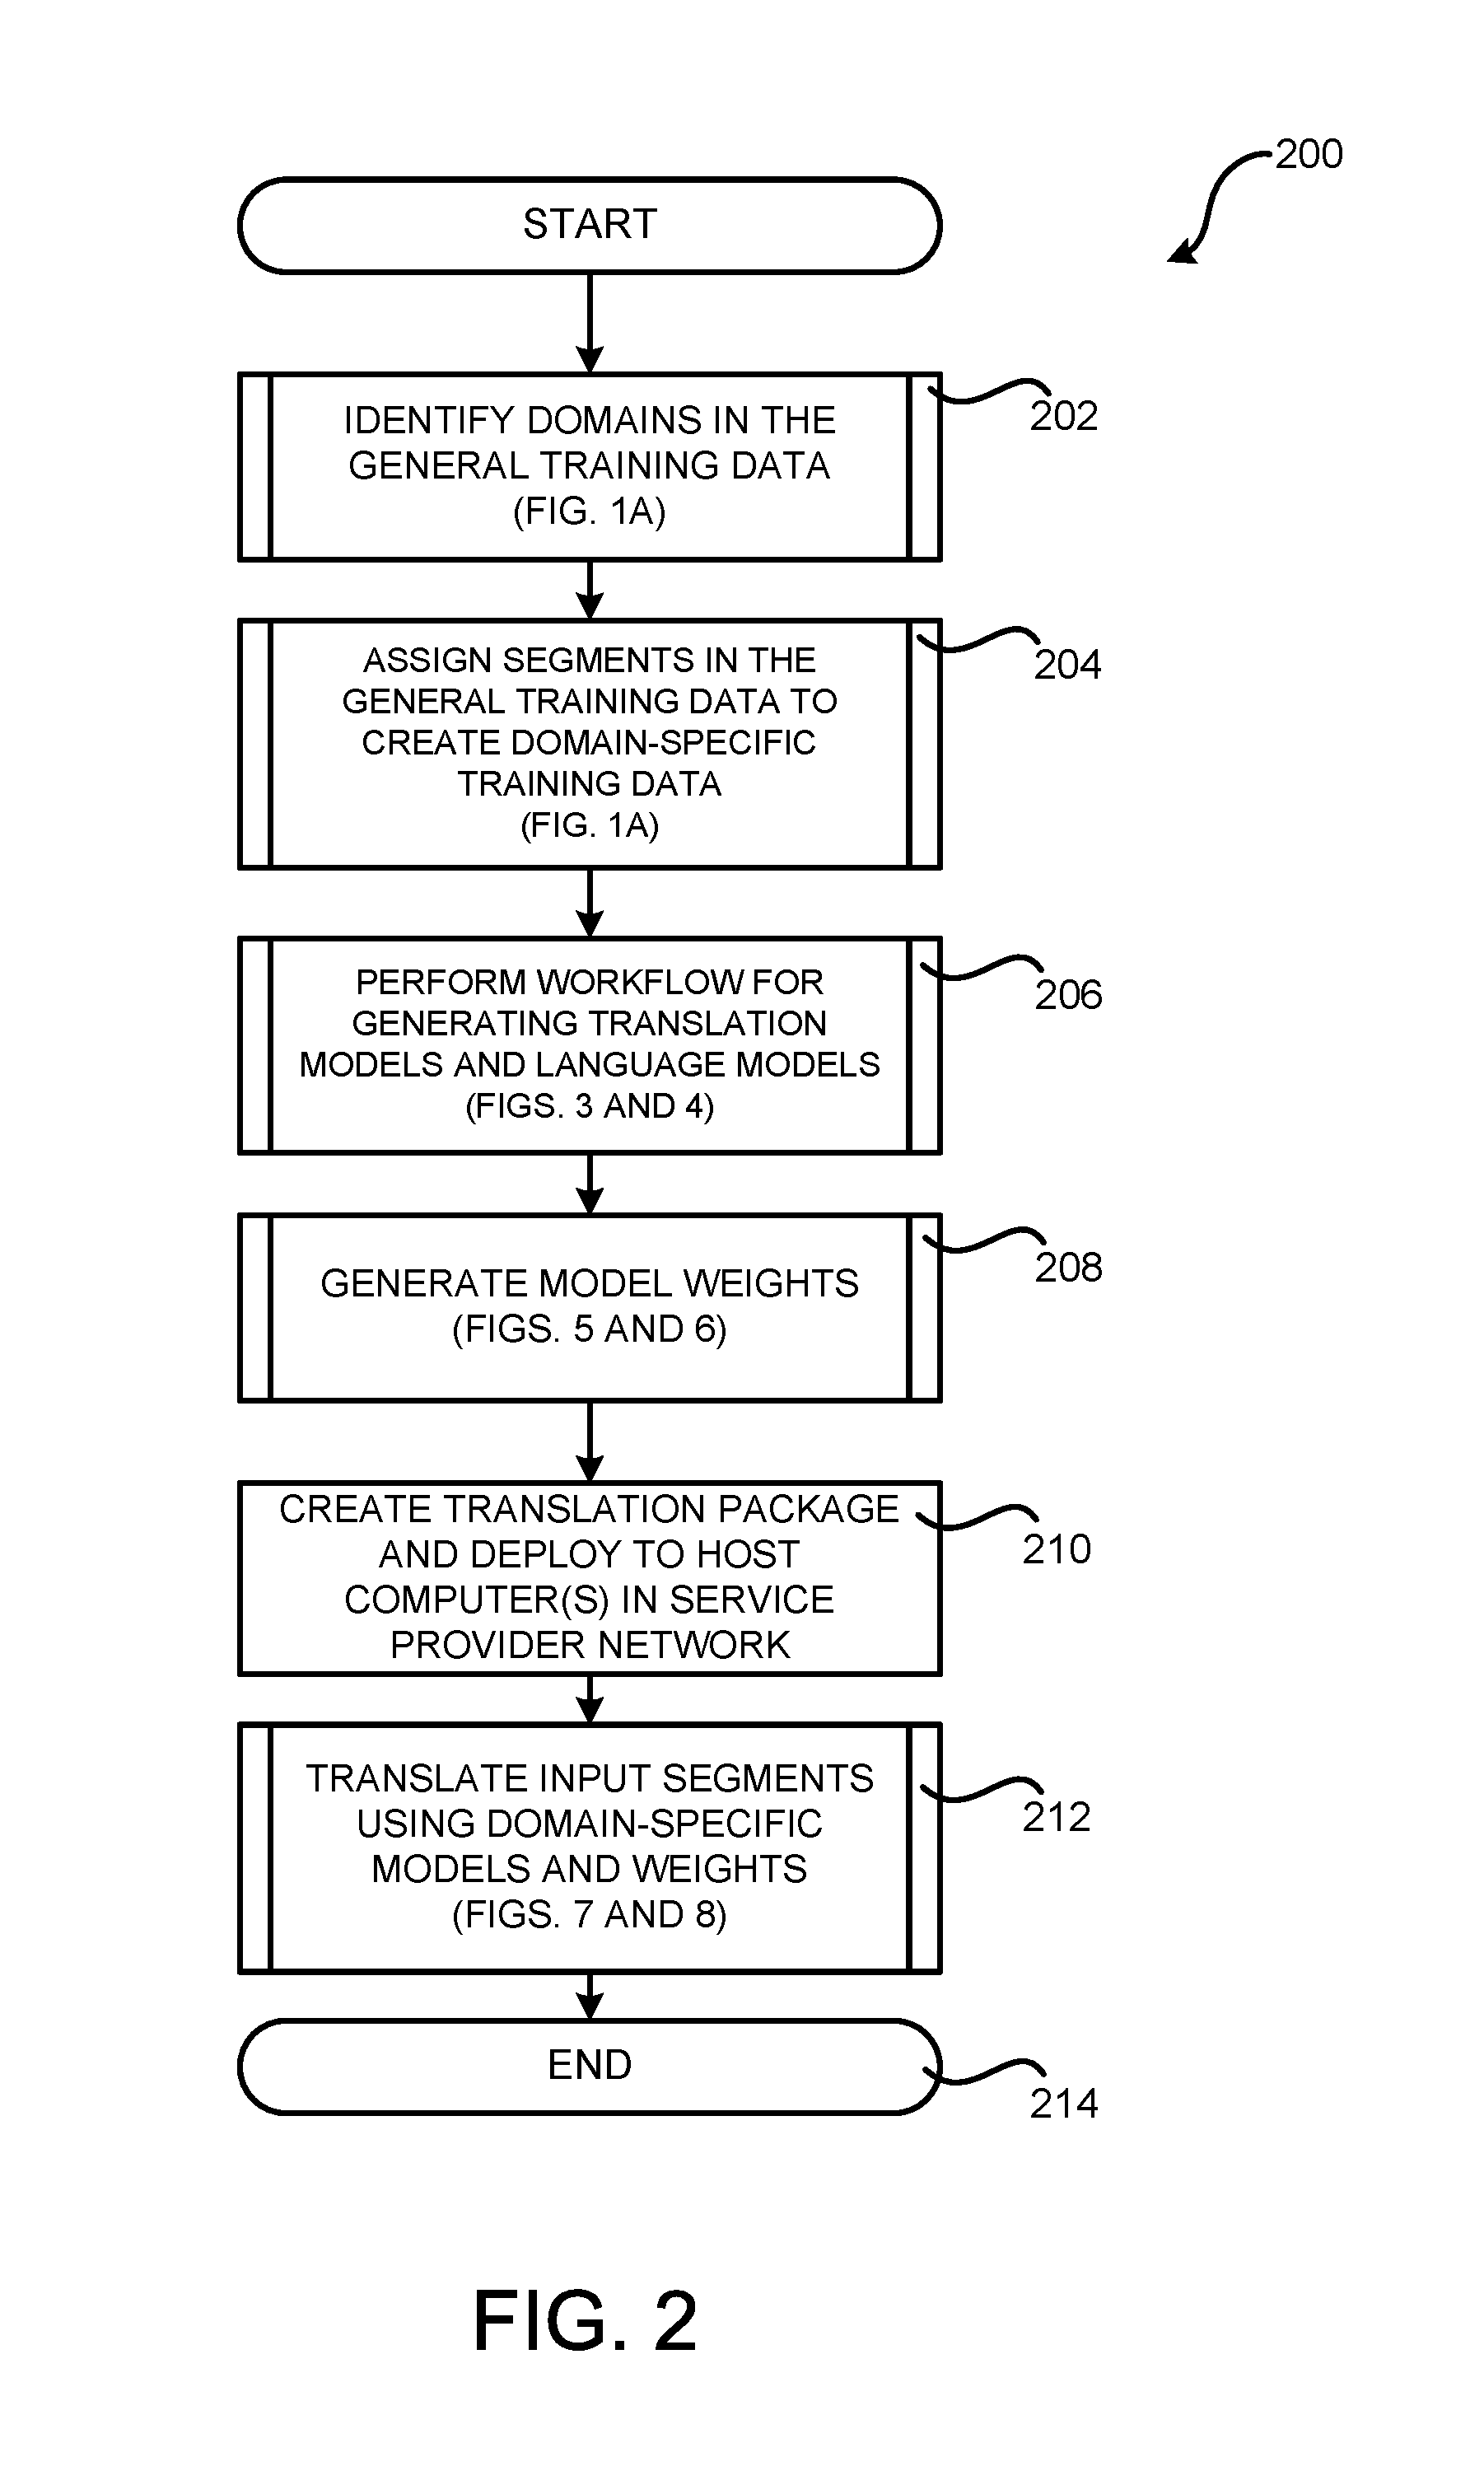 200
START
IDENTIFY DOMAINS IN THE
GENERAL TRAINING DATA
(FIG. 1A)
202
ASSIGN SEGMENTS IN THE
GENERAL TRAINING DATA TO
CREATE DOMAIN-SPECIFIC
TRAINING DATA
(FIG. 1A)
204
PERFORM WORKFLOW FOR
GENERATING TRANSLATION
MODELS AND LANGUAGE MODELS
(FIGS. 3 AND 4)
206
GENERATE MODEL WEIGHTS
(FIGS. 5 AND 6)
208
CREATE TRANSLATION PACKAGE
AND DEPLOY TO HOST
COMPUTER(S) IN SERVICE
PROVIDER NETWORK
210
TRANSLATE INPUT SEGMENTS
USING DOMAIN-SPECIFIC
MODELS AND WEIGHTS
(FIGS. 7 AND 8)
212
END
214
FIG. 2